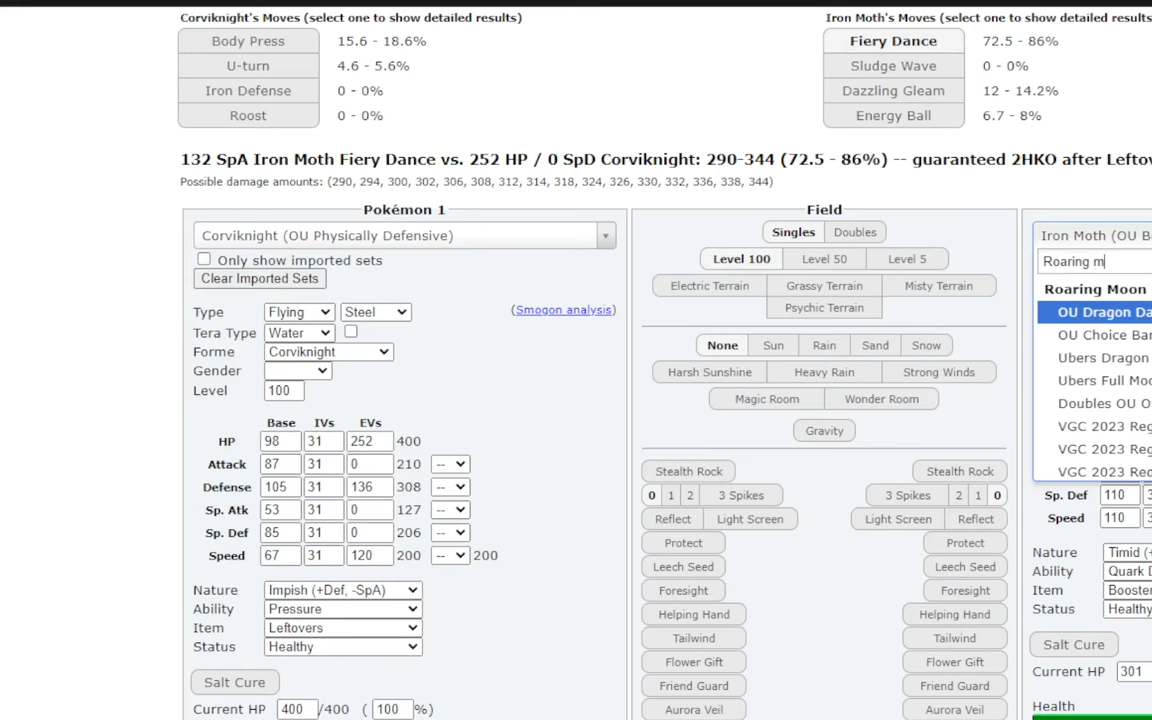 Corviknight's Moves (select one to show detailed results)
Iron Moth's Moves (select one to show detailed results
Body Press 15.6 - 18.6%
Fiery Dance 72.5 - 86%
U-turn 4.6 - 5.6%
Sludge Wave 0 - 0%
Iron Defense 0 - 0%
Dazzling Gleam 12 - 14.2%
Roost 0 - 0%
Energy Ball 6.7 - 8%
132 SpA Iron Moth Fiery Dance vs. 252 HP / 0 SpD Corviknight: 290-344 (72.5 - 86%) -- guaranteed 2HKO after Leftov
Possible damage amounts: (290, 294, 300, 302, 306, 308, 312, 314, 318, 324, 326, 330, 332, 336, 338, 344)
Pokémon 1
Corviknight (OU Physically Defensive)
Only show imported sets
Clear Imported Sets
Type Flying Steel (Smogon analysis)
Tera Type Water
Forme Corviknight
Gender
Level 100
Base IVs EVs
HP 98 31 252 400
Attack 87 31 0 210 --
Defense 105 31 136 308 --
Sp. Atk 53 31 0 127 --
Sp. Def 85 31 0 206 --
Speed 67 31 120 200 -- 200
Nature Impish (+Def, -SpA)
Ability Pressure
Item Leftovers
Status Healthy
Salt Cure
Current HP 400 /400 ( 100 %)
Field
Singles Doubles
Level 100 Level 50 Level 5
Electric Terrain Grassy Terrain Misty Terrain
Psychic Terrain
None Sun Rain Sand Snow
Harsh Sunshine Heavy Rain Strong Winds
Magic Room Wonder Room
Gravity
Stealth Rock Stealth Rock
0 1 2 3 Spikes 3 Spikes 2 1 0
Reflect Light Screen Light Screen Reflect
Protect Protect
Leech Seed Leech Seed
Foresight Foresight
Helping Hand Helping Hand
Tailwind Tailwind
Flower Gift Flower Gift
Friend Guard Friend Guard
Aurora Veil Aurora Veil
Iron Moth (OU B
Roaring m
Roaring Moon
OU Dragon Da
OU Choice Ban
Ubers Dragon
Ubers Full Moo
Doubles OU O
VGC 2023 Reg
VGC 2023 Reg
VGC 2023 Reg
Sp. Def 110 3
Speed 110 3
Nature Timid (+
Ability Quark D
Item Booster
Status Healthy
Salt Cure
Current HP 301
Health